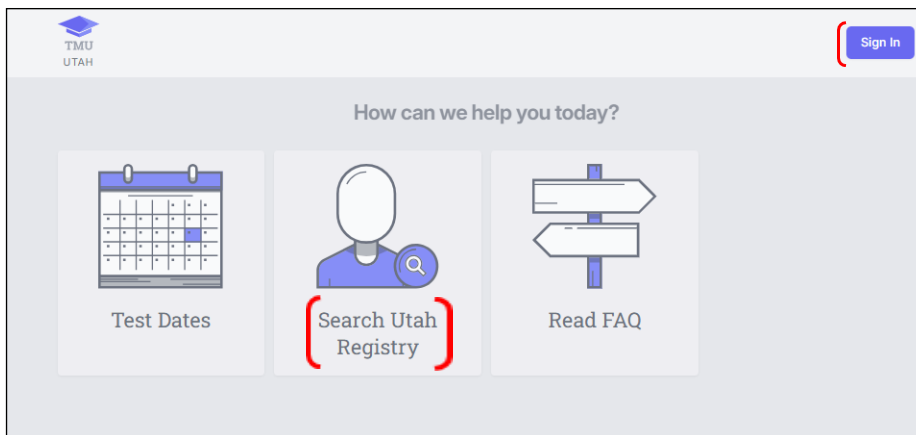 TMU
UTAH
Sign In
How can we help you today?
Test Dates
Search Utah
Registry
Read FAQ